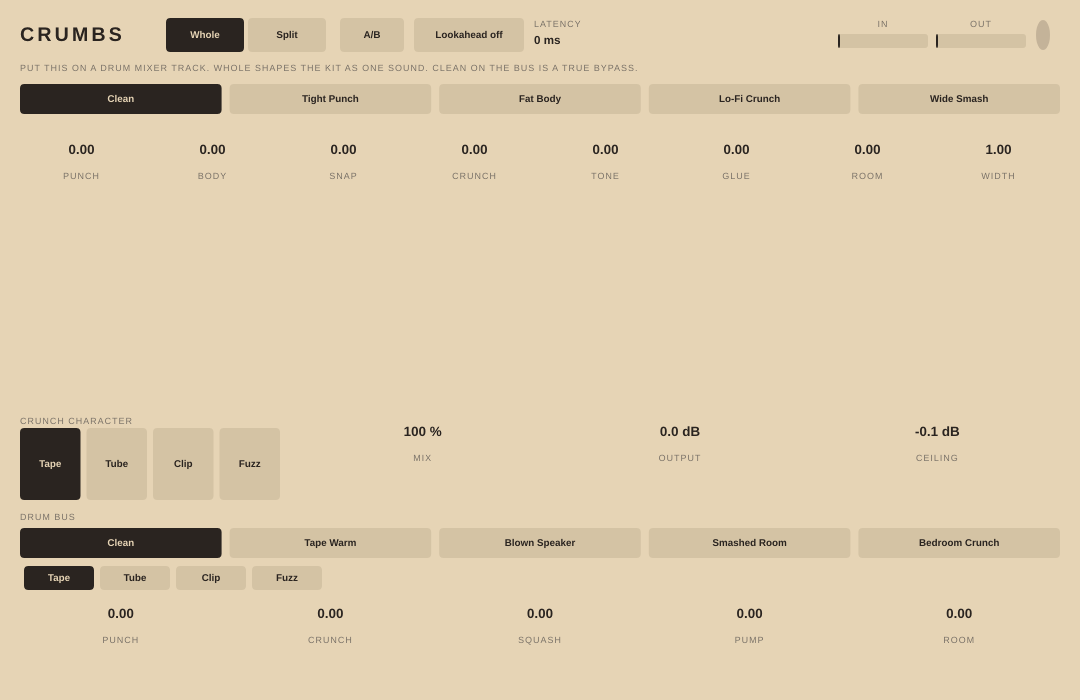 CRUMBS
Whole
Split
A/B
Lookahead off
LATENCY
0 ms
IN
OUT
PUT THIS ON A DRUM MIXER TRACK. WHOLE SHAPES THE KIT AS ONE SOUND. CLEAN ON THE BUS IS A TRUE BYPASS.
Clean
Tight Punch
Fat Body
Lo-Fi Crunch
Wide Smash
0.00 0.00 0.00 0.00 0.00 0.00 0.00 1.00
PUNCH BODY SNAP CRUNCH TONE GLUE ROOM WIDTH
CRUNCH CHARACTER
Tape
Tube
Clip
Fuzz
100 % 0.0 dB -0.1 dB
MIX OUTPUT CEILING
DRUM BUS
Clean
Tape Warm
Blown Speaker
Smashed Room
Bedroom Crunch
Tape
Tube
Clip
Fuzz
0.00 0.00 0.00 0.00 0.00
PUNCH CRUNCH SQUASH PUMP ROOM